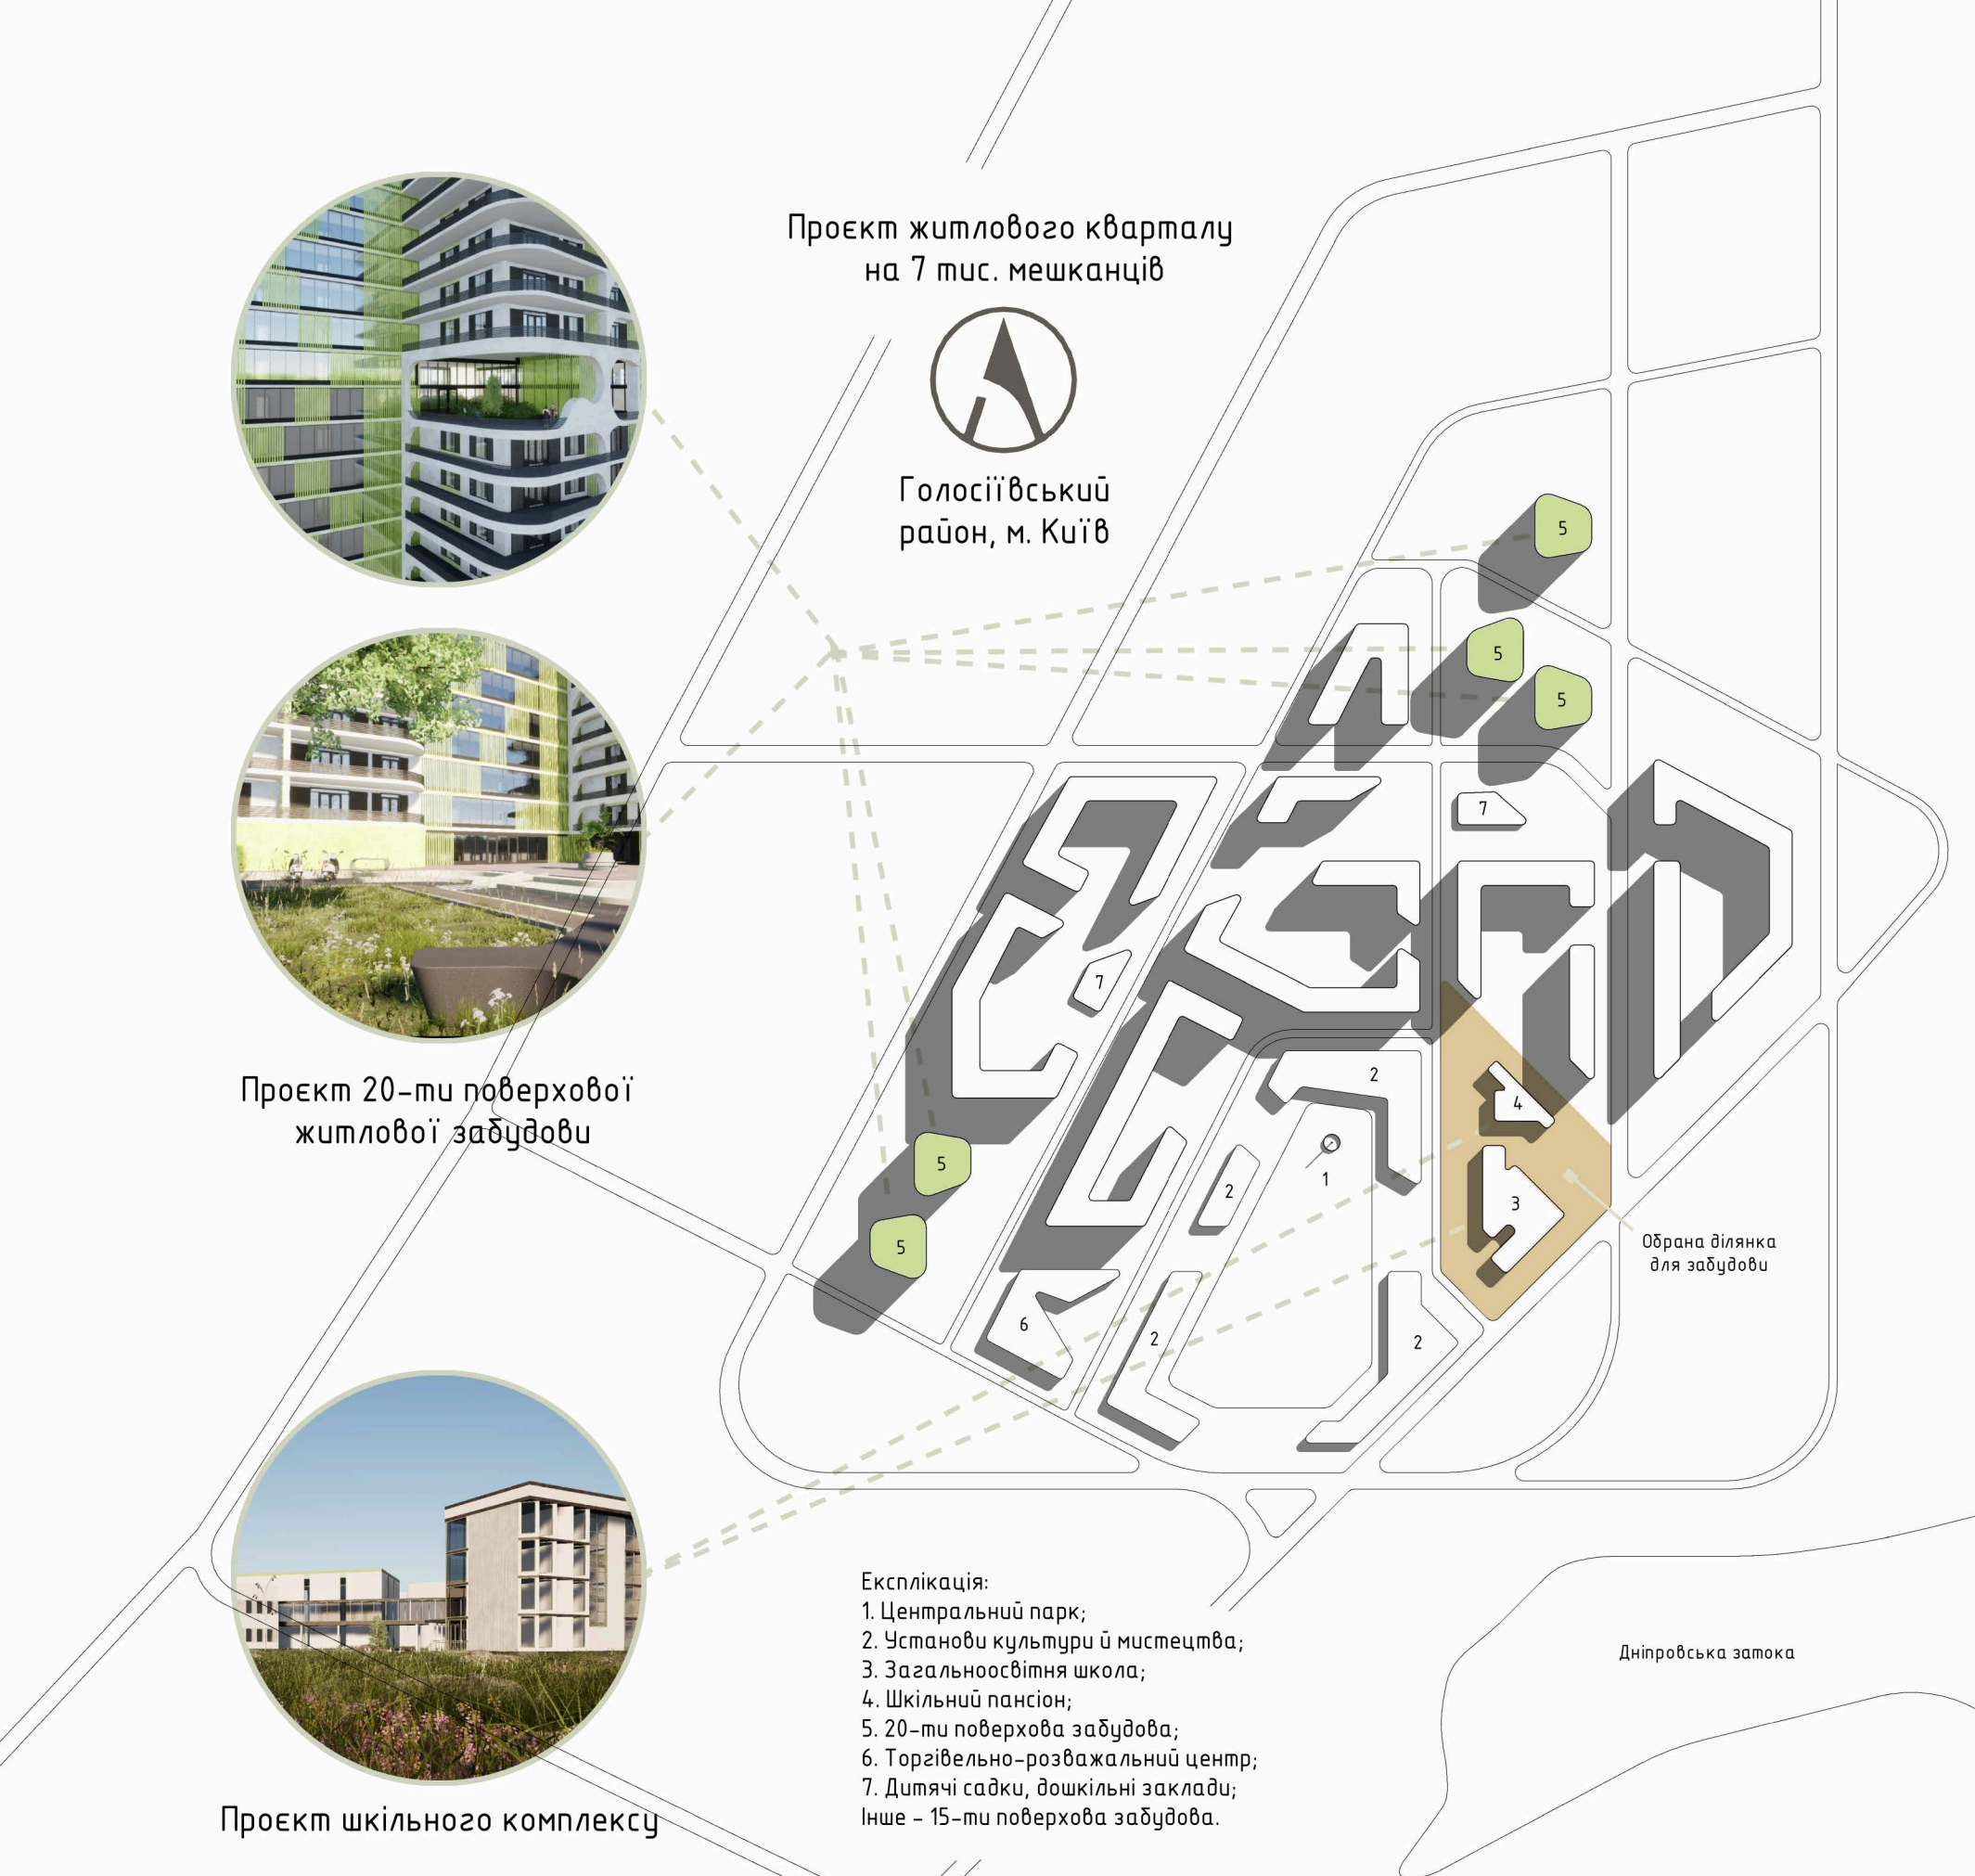 Проєкт житлового кварталу
на 7 тис. мешканців
Голосіївський
район, м. Київ
5
5
5
7
7
2
4
5
2
1
3
5
Обрана ділянка
для забудови
6
2
2
Проєкт 20-ти поверхової
житлової забудови
Проєкт шкільного комплексу
Експлікація:
1. Центральний парк;
2. Установи культури й мистецтва;
3. Загальноосвітня школа;
4. Шкільний пансіон;
5. 20-ти поверхова забудова;
6. Торгівельно-розважальний центр;
7. Дитячі садки, дошкільні заклади;
Інше - 15-ти поверхова забудова.
Дніпровська затока